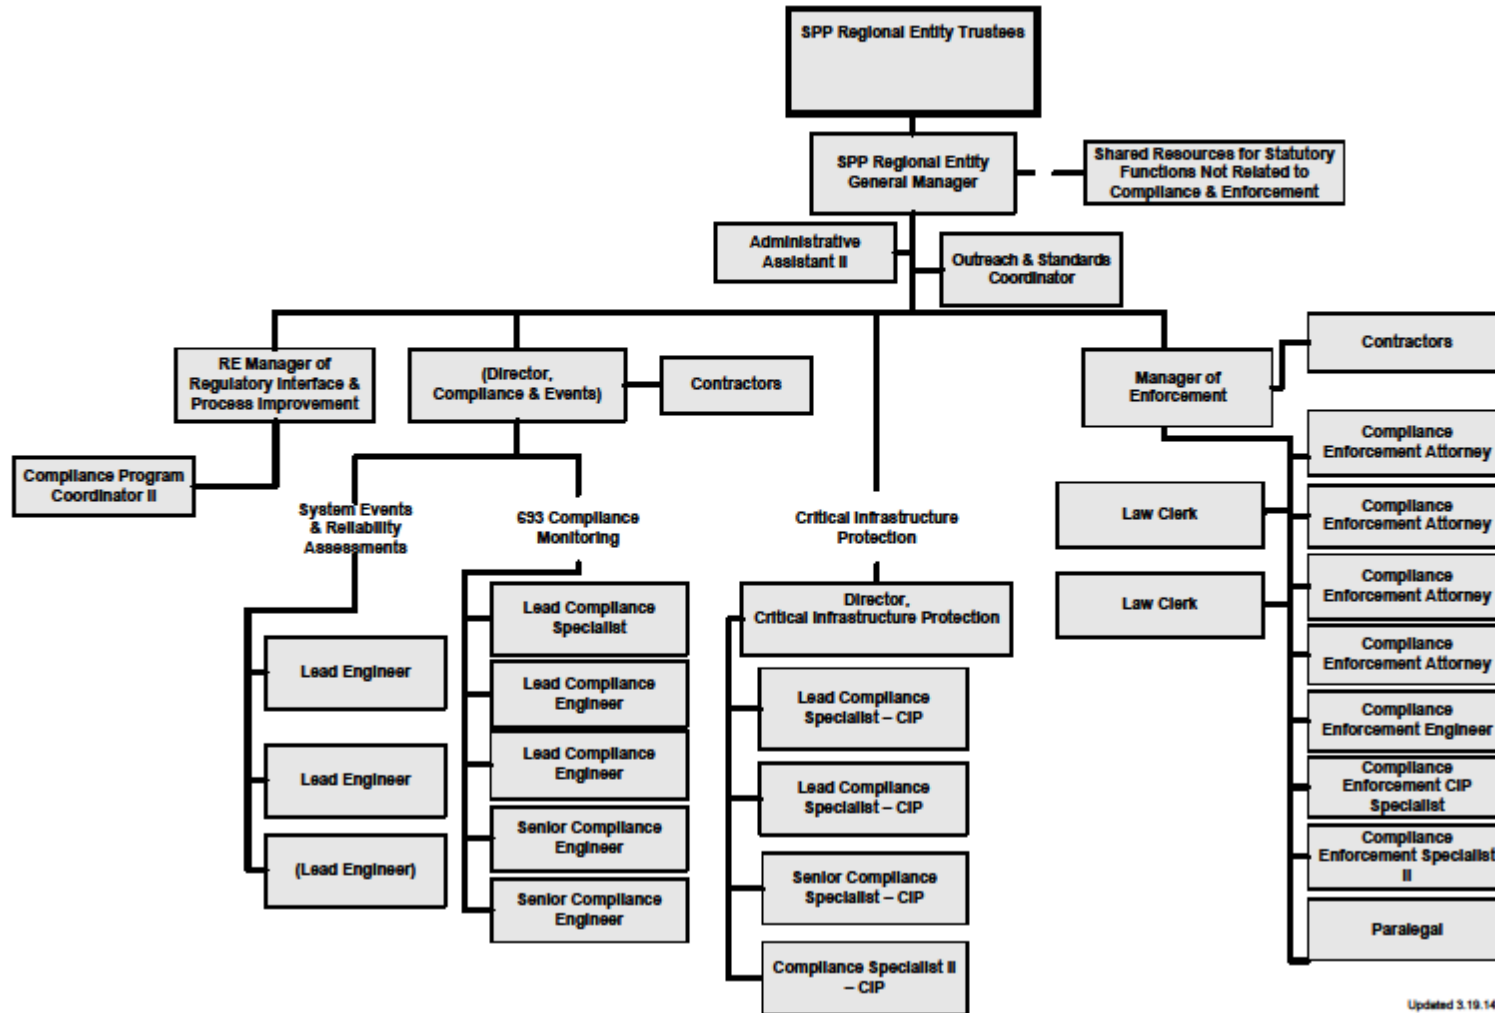 SPP Regional Entity Trustees
SPP Regional Entity
General Manager
Shared Resources for Statutory
Functions Not Related to
Compliance & Enforcement
Administrative
Assistant II
Outreach & Standards
Coordinator
RE Manager of
Regulatory Interface &
Process Improvement
(Director,
Compliance & Events)
Contractors
Manager of
Enforcement
Contractors
Compliance Program
Coordinator II
System Events
& Reliability
Assessments
Lead Engineer
Lead Engineer
(Lead Engineer)
693 Compliance
Monitoring
Lead Compliance
Specialist
Lead Compliance
Engineer
Lead Compliance
Engineer
Senior Compliance
Engineer
Senior Compliance
Engineer
Critical Infrastructure
Protection
Director,
Critical Infrastructure Protection
Lead Compliance
Specialist – CIP
Lead Compliance
Specialist – CIP
Senior Compliance
Specialist – CIP
Compliance Specialist II
– CIP
Law Clerk
Law Clerk
Compliance
Enforcement Attorney
Compliance
Enforcement Attorney
Compliance
Enforcement Attorney
Compliance
Enforcement Attorney
Compliance
Enforcement Engineer
Compliance
Enforcement CIP
Specialist
Compliance
Enforcement Specialist
II
Paralegal
Updated 3.19.14